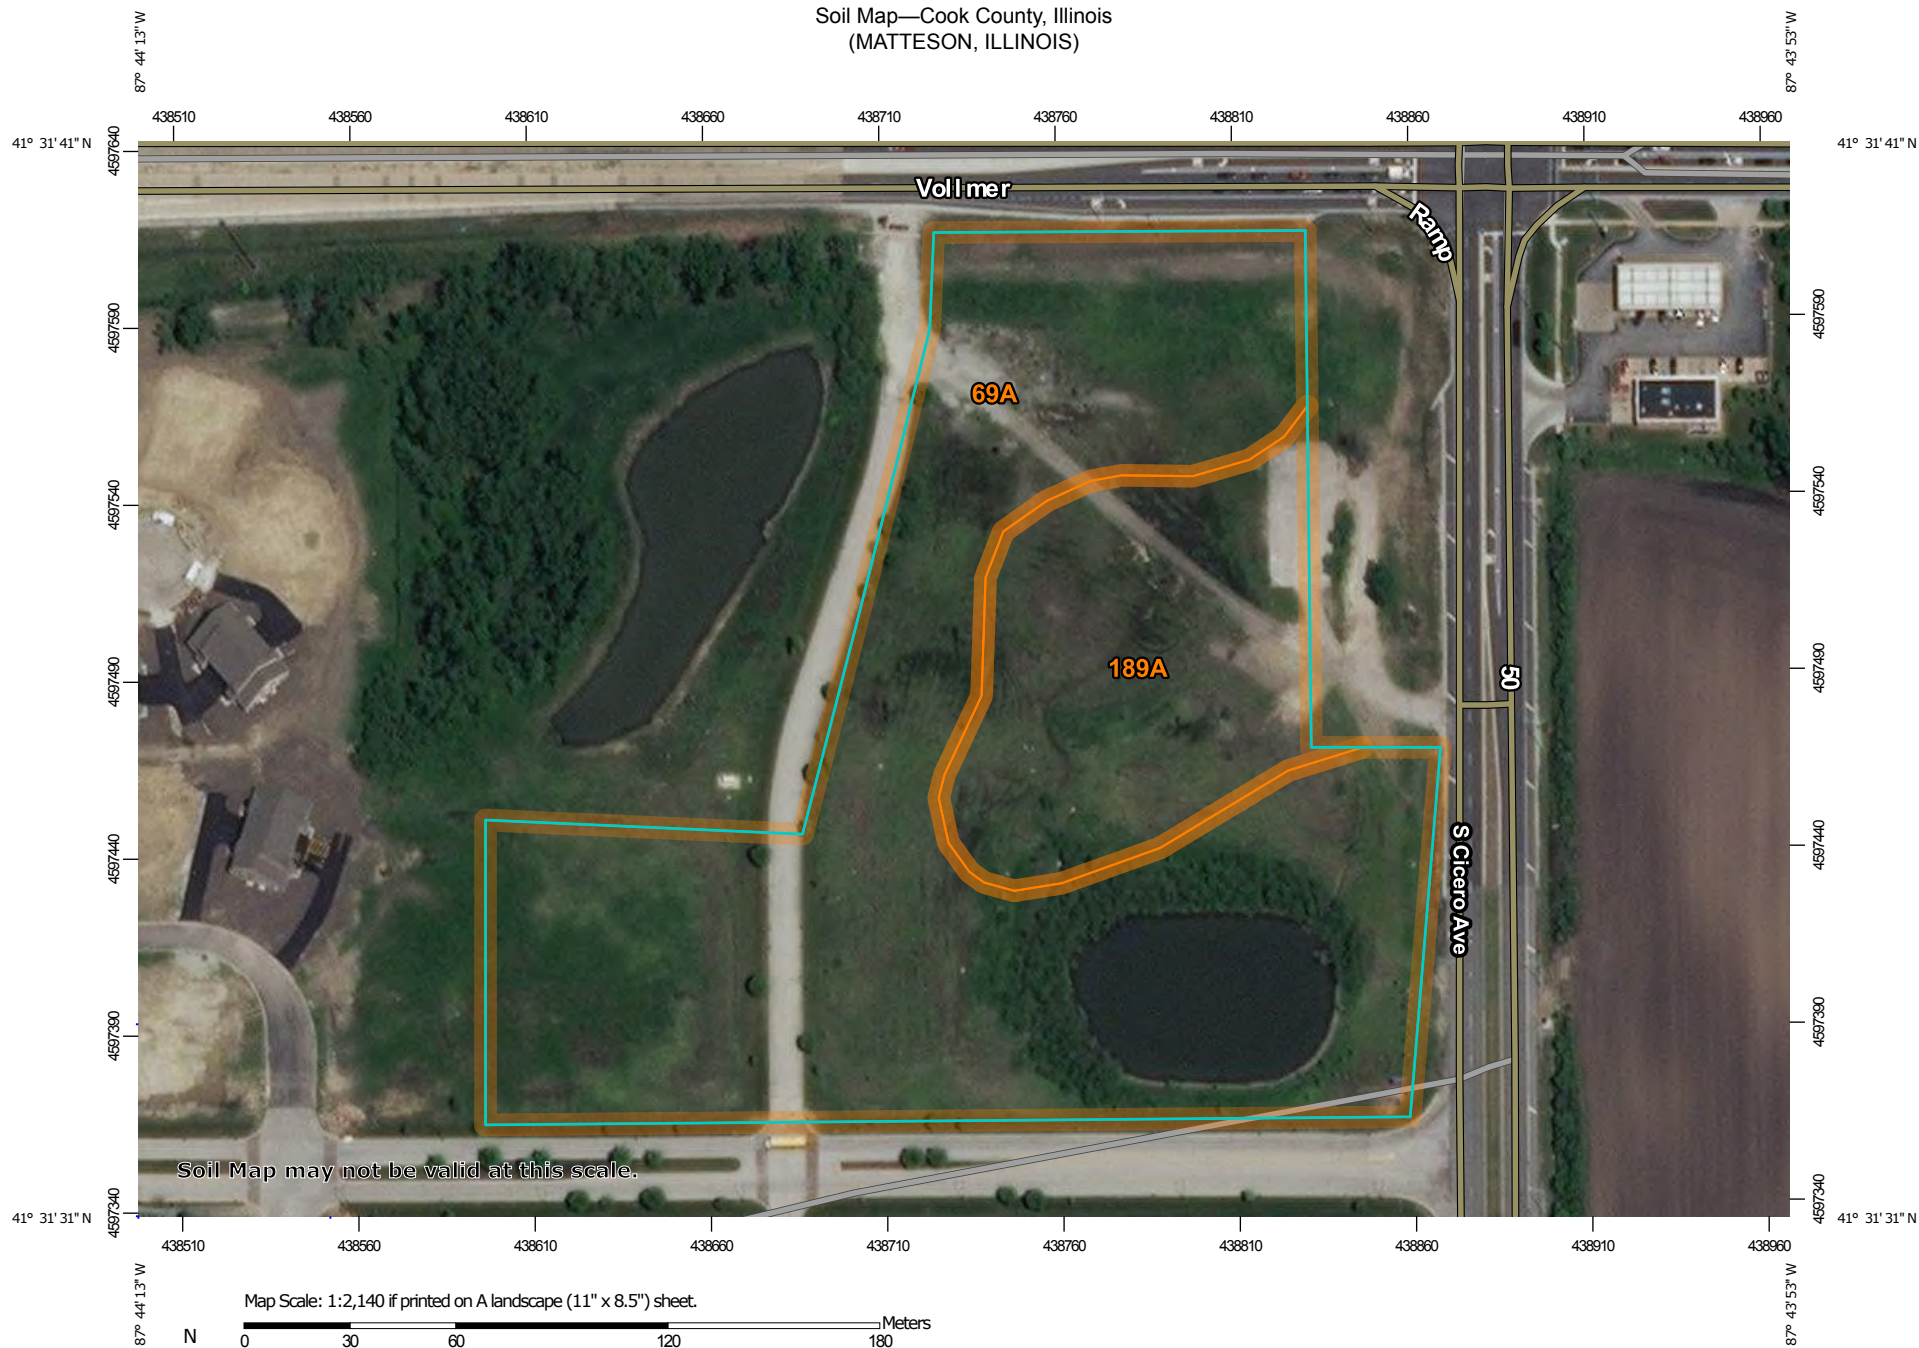 Soil Map—Cook County, Illinois
(MATTESON, ILLINOIS)
87° 44' 13'' W
87° 43' 53'' W
438510 438560 438610 438660 438710 438760 438810 438860 438910 438960
41° 31' 41'' N
41° 31' 41'' N
4597640
Vollmer
Ramp
4597590
4597590
69A
4597540
4597540
189A
50
4597490
4597490
S Cicero Ave
4597440
4597440
4597390
4597390
Soil Map may not be valid at this scale.
4597340
4597340
41° 31' 31'' N
41° 31' 31'' N
438510 438560 438610 438660 438710 438760 438810 438860 438910 438960
87° 44' 13'' W
87° 43' 53'' W
Map Scale: 1:2,140 if printed on A landscape (11" x 8.5") sheet.
N
Meters
0 30 60 120 180